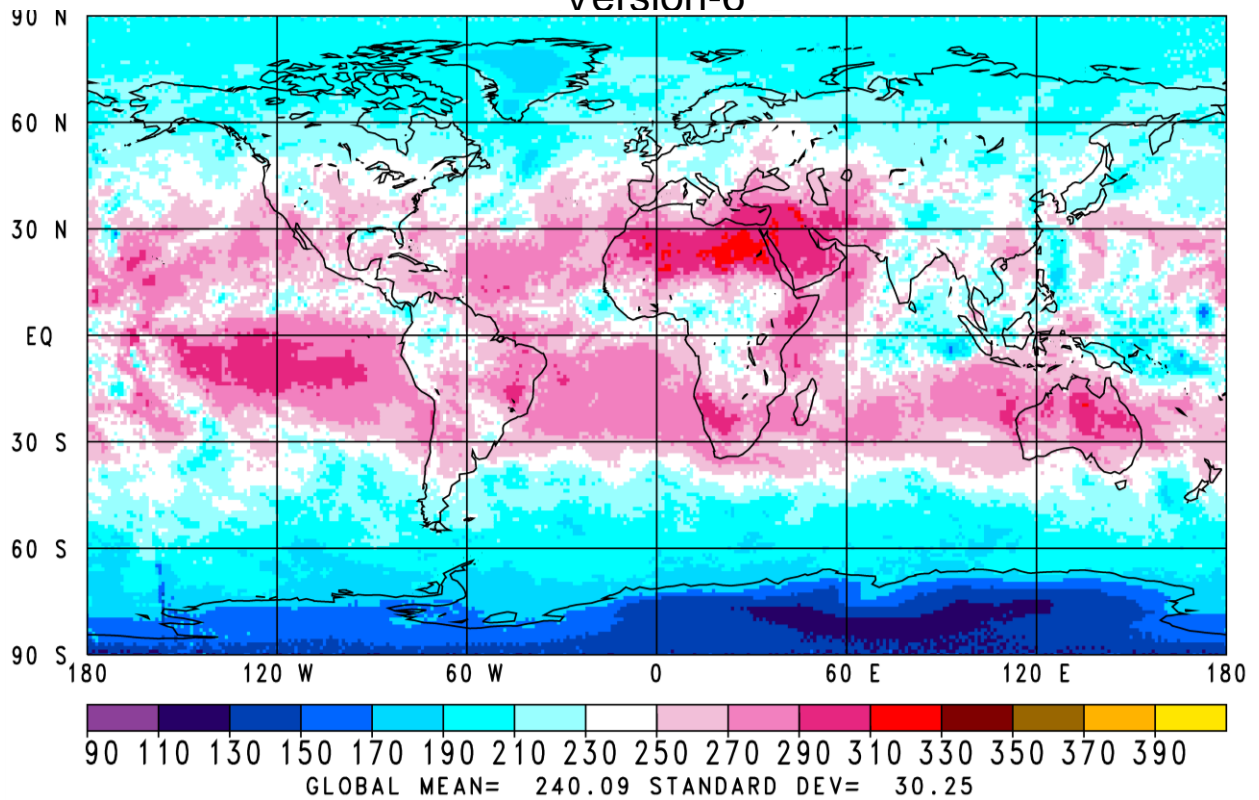 Version-6
90 N
60 N
30 N
EQ
30 S
60 S
90 S
180 120 W 60 W 0 60 E 120 E 180
90 110 130 150 170 190 210 230 250 270 290 310 330 350 370 390
GLOBAL MEAN= 240.09 STANDARD DEV= 30.25